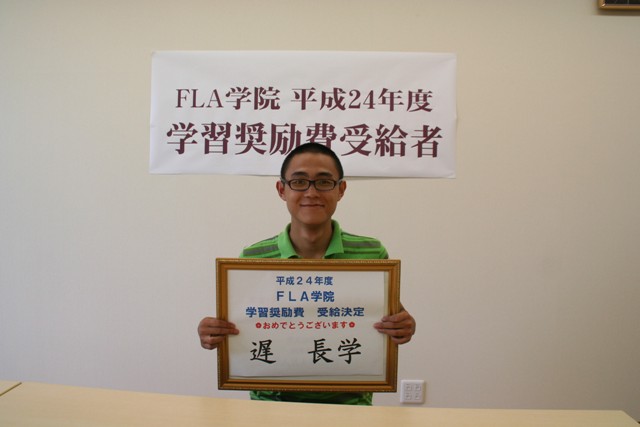 FLA学院 平成24年度
学習奨励費受給者
平成２４年度
ＦＬＡ学院
学習奨励費　受給決定
おめでとうございます
遅　長学